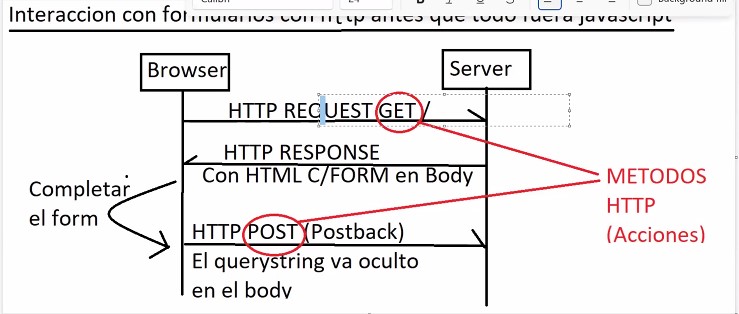 Interaccion con formularios con http antes que todo fuera javascript
Browser
Server
HTTP REQUEST GET /
HTTP RESPONSE
Con HTML C/FORM en Body
Completar
el form
METODOS
HTTP
(Acciones)
HTTP POST (Postback)
El querystring va oculto
en el body